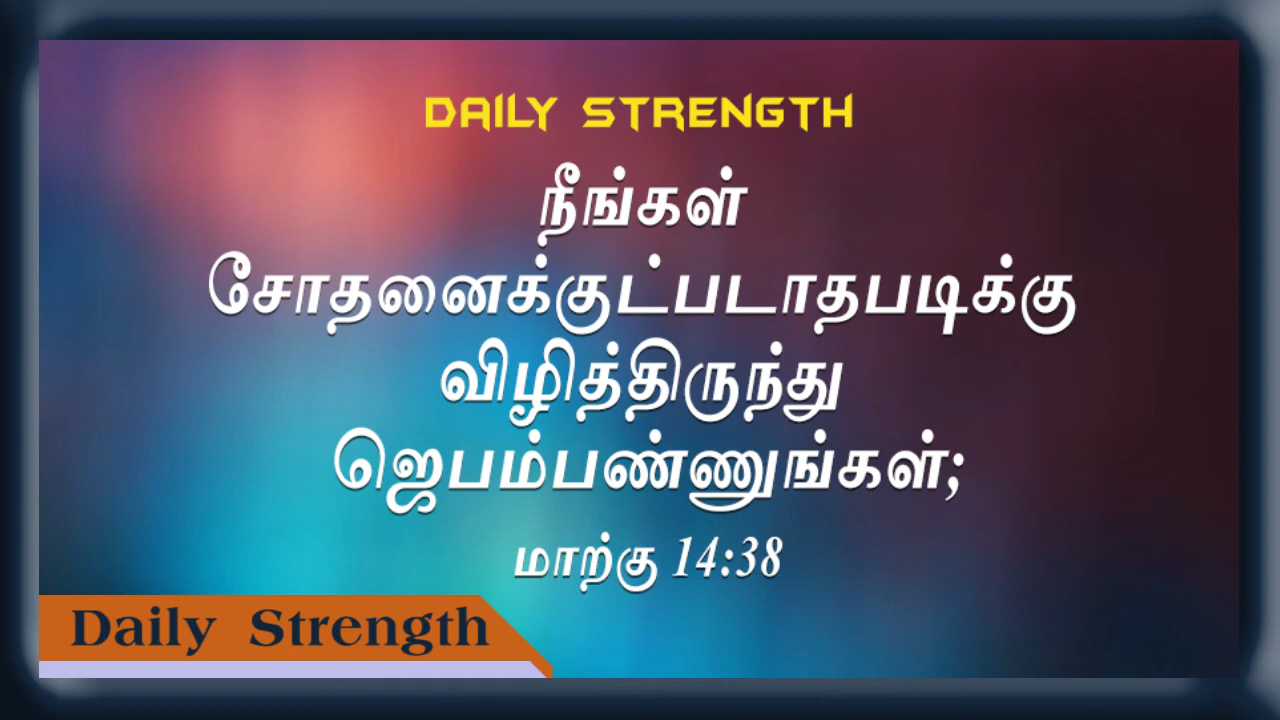 DAILY STRENGTH
நீங்கள்
சோதனைக்குட்படாதபடிக்கு
விழித்திருந்து
ஜெபம்பண்ணுங்கள்;
மாற்கு 14:38
Daily Strength